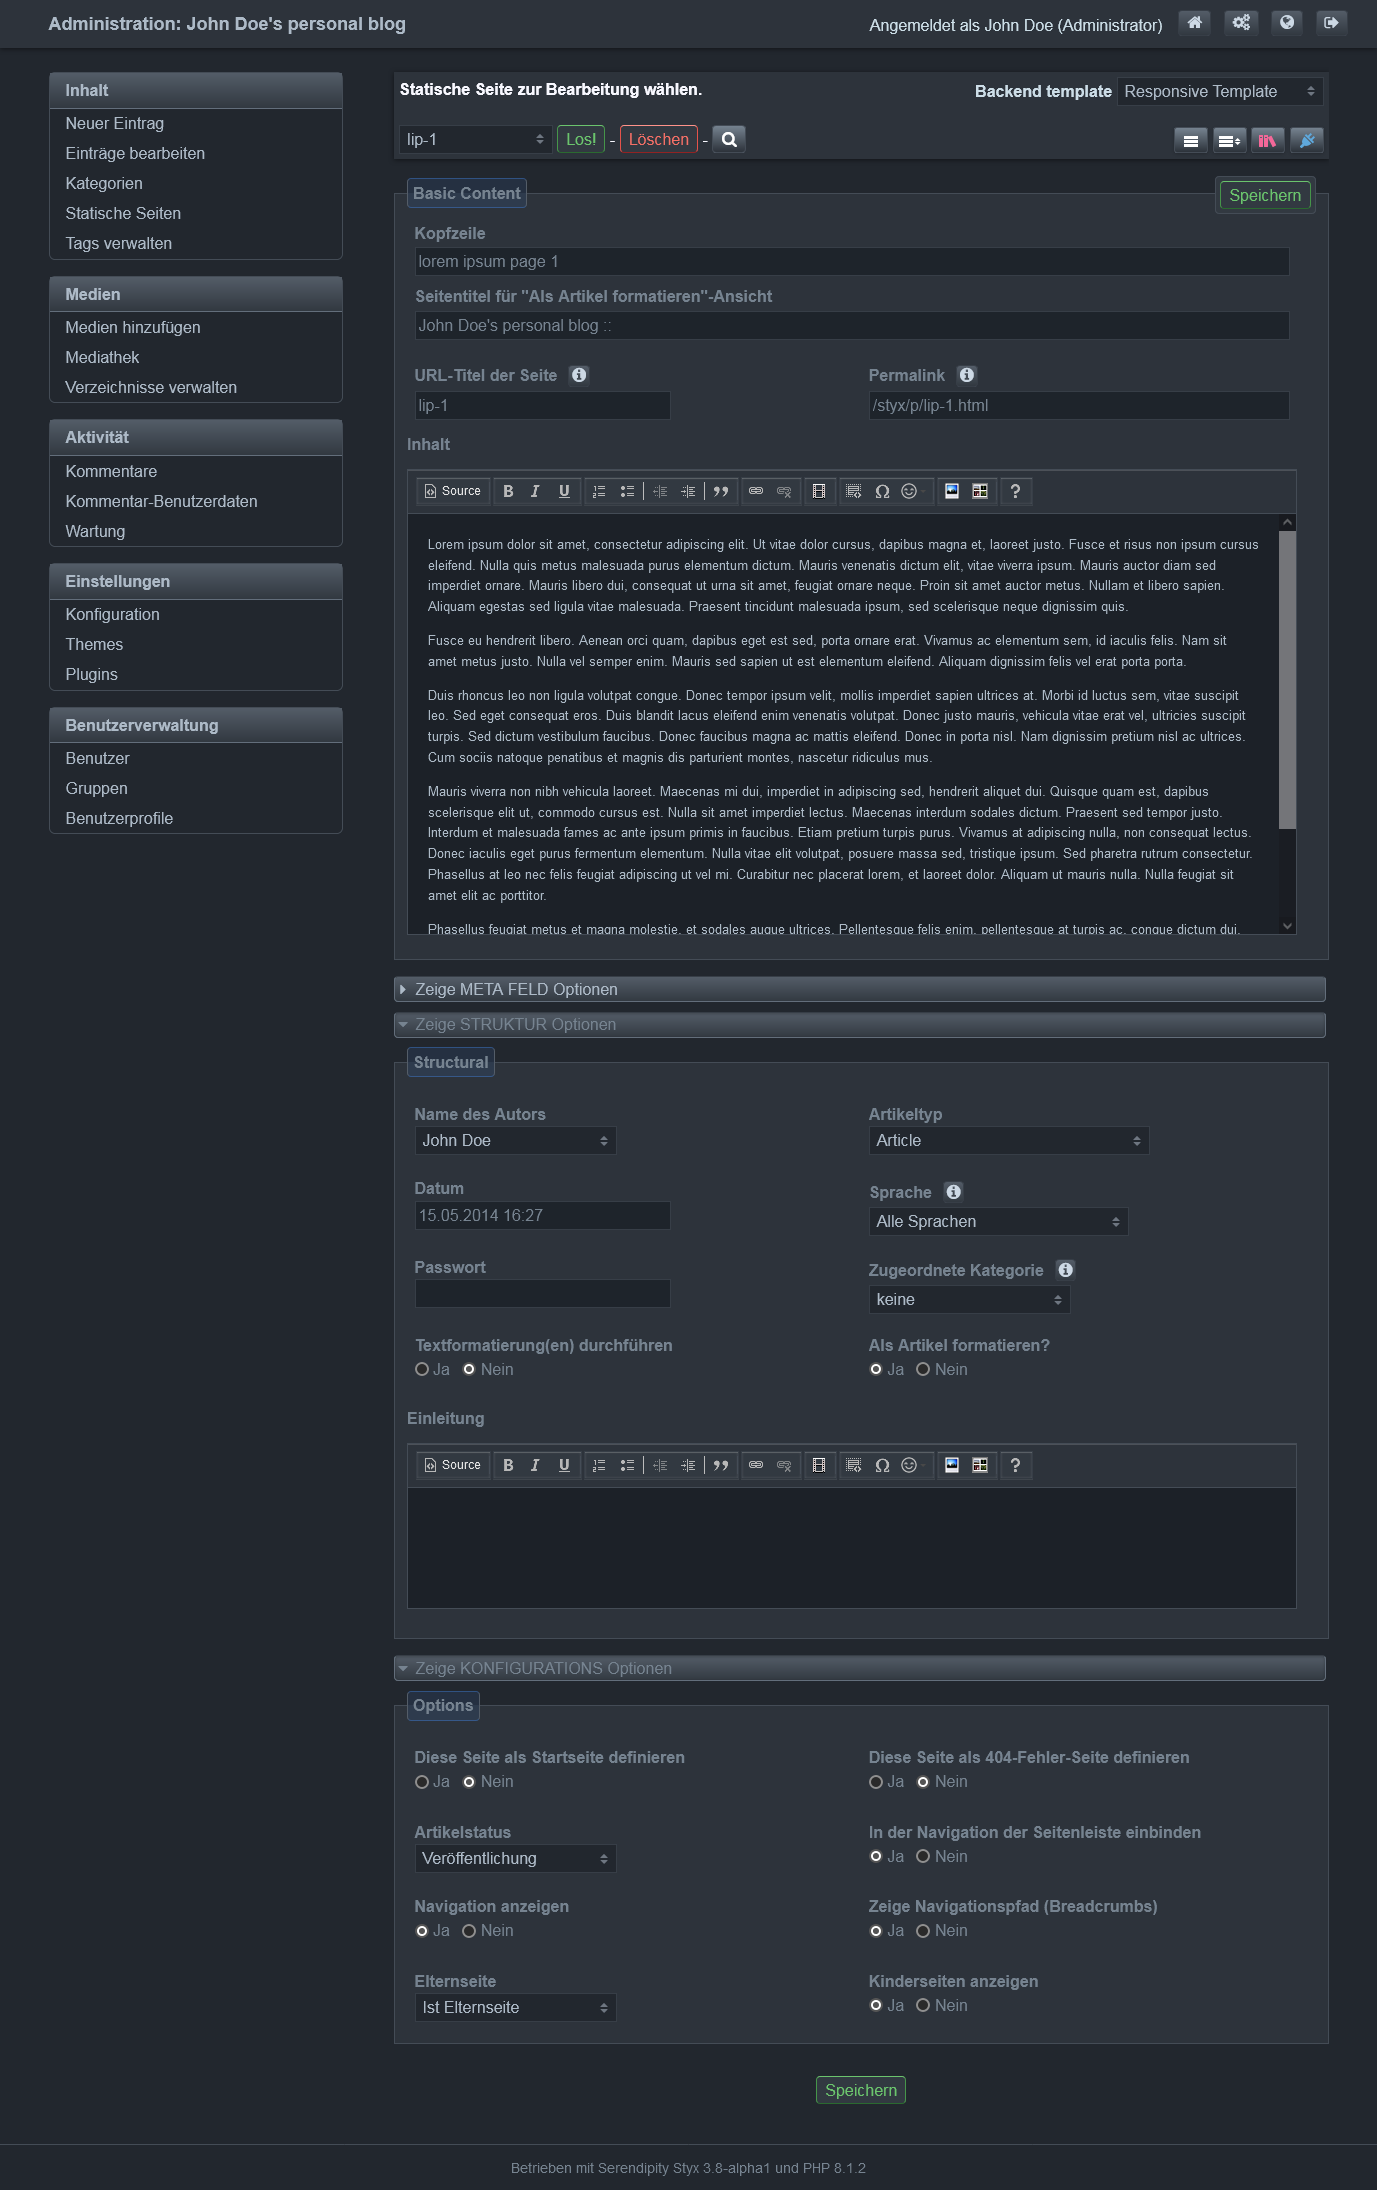 Administration: John Doe's personal blog
Angemeldet als John Doe (Administrator)
Inhalt
Neuer Eintrag
Einträge bearbeiten
Kategorien
Statische Seiten
Tags verwalten
Medien
Medien hinzufügen
Mediathek
Verzeichnisse verwalten
Aktivität
Kommentare
Kommentar-Benutzerdaten
Wartung
Einstellungen
Konfiguration
Themes
Plugins
Benutzerverwaltung
Benutzer
Gruppen
Benutzerprofile
Statische Seite zur Bearbeitung wählen.
Backend template Responsive Template
lip-1 Los! - Löschen -
Basic Content
Speichern
Kopfzeile
lorem ipsum page 1
Seitentitel für "Als Artikel formatieren"-Ansicht
John Doe's personal blog ::
URL-Titel der Seite
Permalink
lip-1
/styx/p/lip-1.html
Inhalt
Source B I U Ω ?
Lorem ipsum dolor sit amet, consectetur adipiscing elit. Ut vitae dolor cursus, dapibus magna et, laoreet justo. Fusce et risus non ipsum cursus
eleifend. Nulla quis metus malesuada purus elementum dictum. Mauris venenatis dictum elit, vitae viverra ipsum. Mauris auctor diam sed
imperdiet ornare. Mauris libero dui, consequat ut urna sit amet, feugiat ornare neque. Proin sit amet auctor metus. Nullam et libero sapien.
Aliquam egestas sed ligula vitae malesuada. Praesent tincidunt malesuada ipsum, sed scelerisque neque dignissim quis.
Fusce eu hendrerit libero. Aenean orci quam, dapibus eget est sed, porta ornare erat. Vivamus ac elementum sem, id iaculis felis. Nam sit
amet metus justo. Nulla vel semper enim. Mauris sed sapien ut est elementum eleifend. Aliquam dignissim felis vel erat porta porta.
Duis rhoncus leo non ligula volutpat congue. Donec tempor ipsum velit, mollis imperdiet sapien ultrices at. Morbi id luctus sem, vitae suscipit
leo. Sed eget consequat eros. Duis blandit lacus eleifend enim venenatis volutpat. Donec justo mauris, vehicula vitae erat vel, ultricies suscipit
turpis. Sed dictum vestibulum faucibus. Donec faucibus magna ac mattis eleifend. Donec in porta nisl. Nam dignissim pretium nisl ac ultrices.
Cum sociis natoque penatibus et magnis dis parturient montes, nascetur ridiculus mus.
Mauris viverra non nibh vehicula laoreet. Maecenas mi dui, imperdiet in adipiscing sed, hendrerit aliquet dui. Quisque quam est, dapibus
scelerisque elit ut, commodo cursus est. Nulla sit amet imperdiet lectus. Maecenas interdum sodales dictum. Praesent sed tempor justo.
Interdum et malesuada fames ac ante ipsum primis in faucibus. Etiam pretium turpis purus. Vivamus at adipiscing nulla, non consequat lectus.
Donec iaculis eget purus fermentum elementum. Nulla vitae elit volutpat, posuere massa sed, tristique ipsum. Sed pharetra rutrum consectetur.
Phasellus at leo nec felis feugiat adipiscing ut vel mi. Curabitur nec placerat lorem, et laoreet dolor. Aliquam ut mauris nulla. Nulla feugiat sit
amet elit ac porttitor.
Phasellus feugiat metus et magna molestie, et sodales augue ultrices. Pellentesque felis enim, pellentesque at turpis ac, congue dictum dui.
Zeige META FELD Optionen
Zeige STRUKTUR Optionen
Structural
Name des Autors
Artikeltyp
John Doe
Article
Datum
Sprache
15.05.2014 16:27
Alle Sprachen
Passwort
Zugeordnete Kategorie
keine
Textformatierung(en) durchführen
Als Artikel formatieren?
Ja Nein
Ja Nein
Einleitung
Source B I U Ω ?
Zeige KONFIGURATIONS Optionen
Options
Diese Seite als Startseite definieren
Diese Seite als 404-Fehler-Seite definieren
Ja Nein
Ja Nein
Artikelstatus
In der Navigation der Seitenleiste einbinden
Veröffentlichung
Ja Nein
Navigation anzeigen
Zeige Navigationspfad (Breadcrumbs)
Ja Nein
Ja Nein
Elternseite
Kinderseiten anzeigen
Ist Elternseite
Ja Nein
Speichern
Betrieben mit Serendipity Styx 3.8-alpha1 und PHP 8.1.2